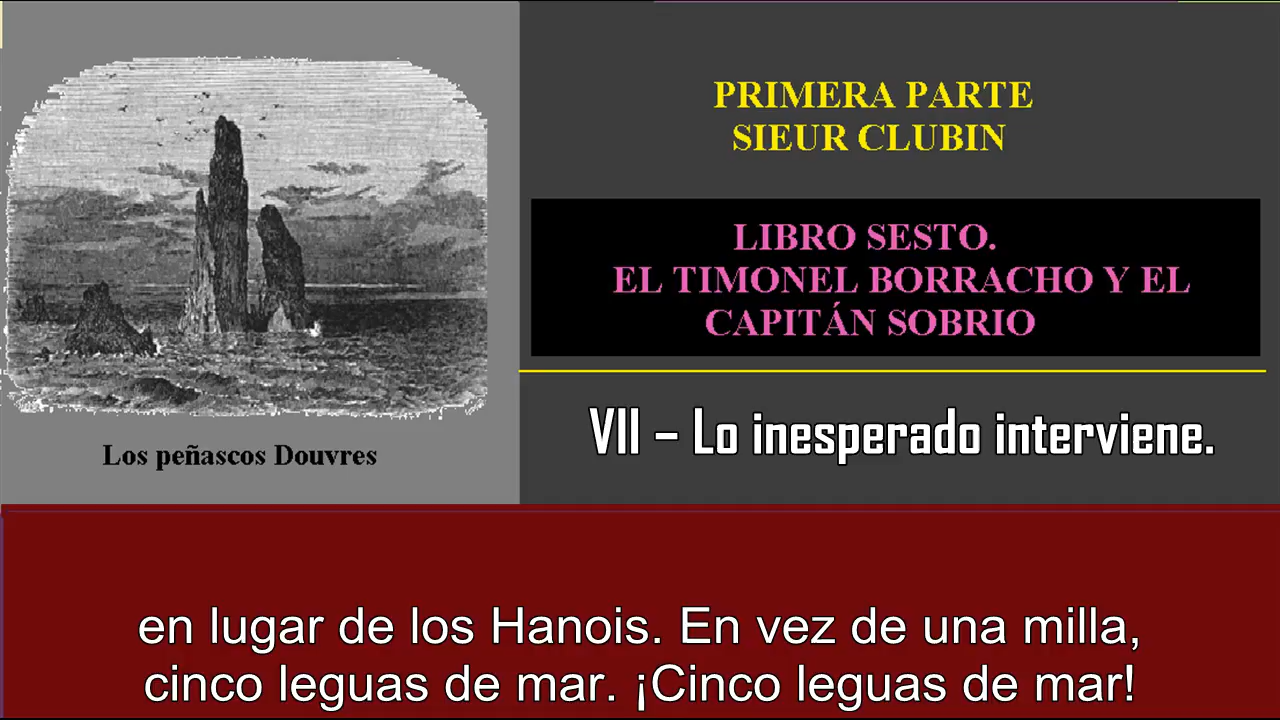 PRIMERA PARTE
SIEUR CLUBIN
LIBRO SESTO.
EL TIMONEL BORRACHO Y EL
CAPITÁN SOBRIO
VII – Lo inesperado interviene.
Los peñascos Douvres
en lugar de los Hanois. En vez de una milla,
cinco leguas de mar. ¡Cinco leguas de mar!